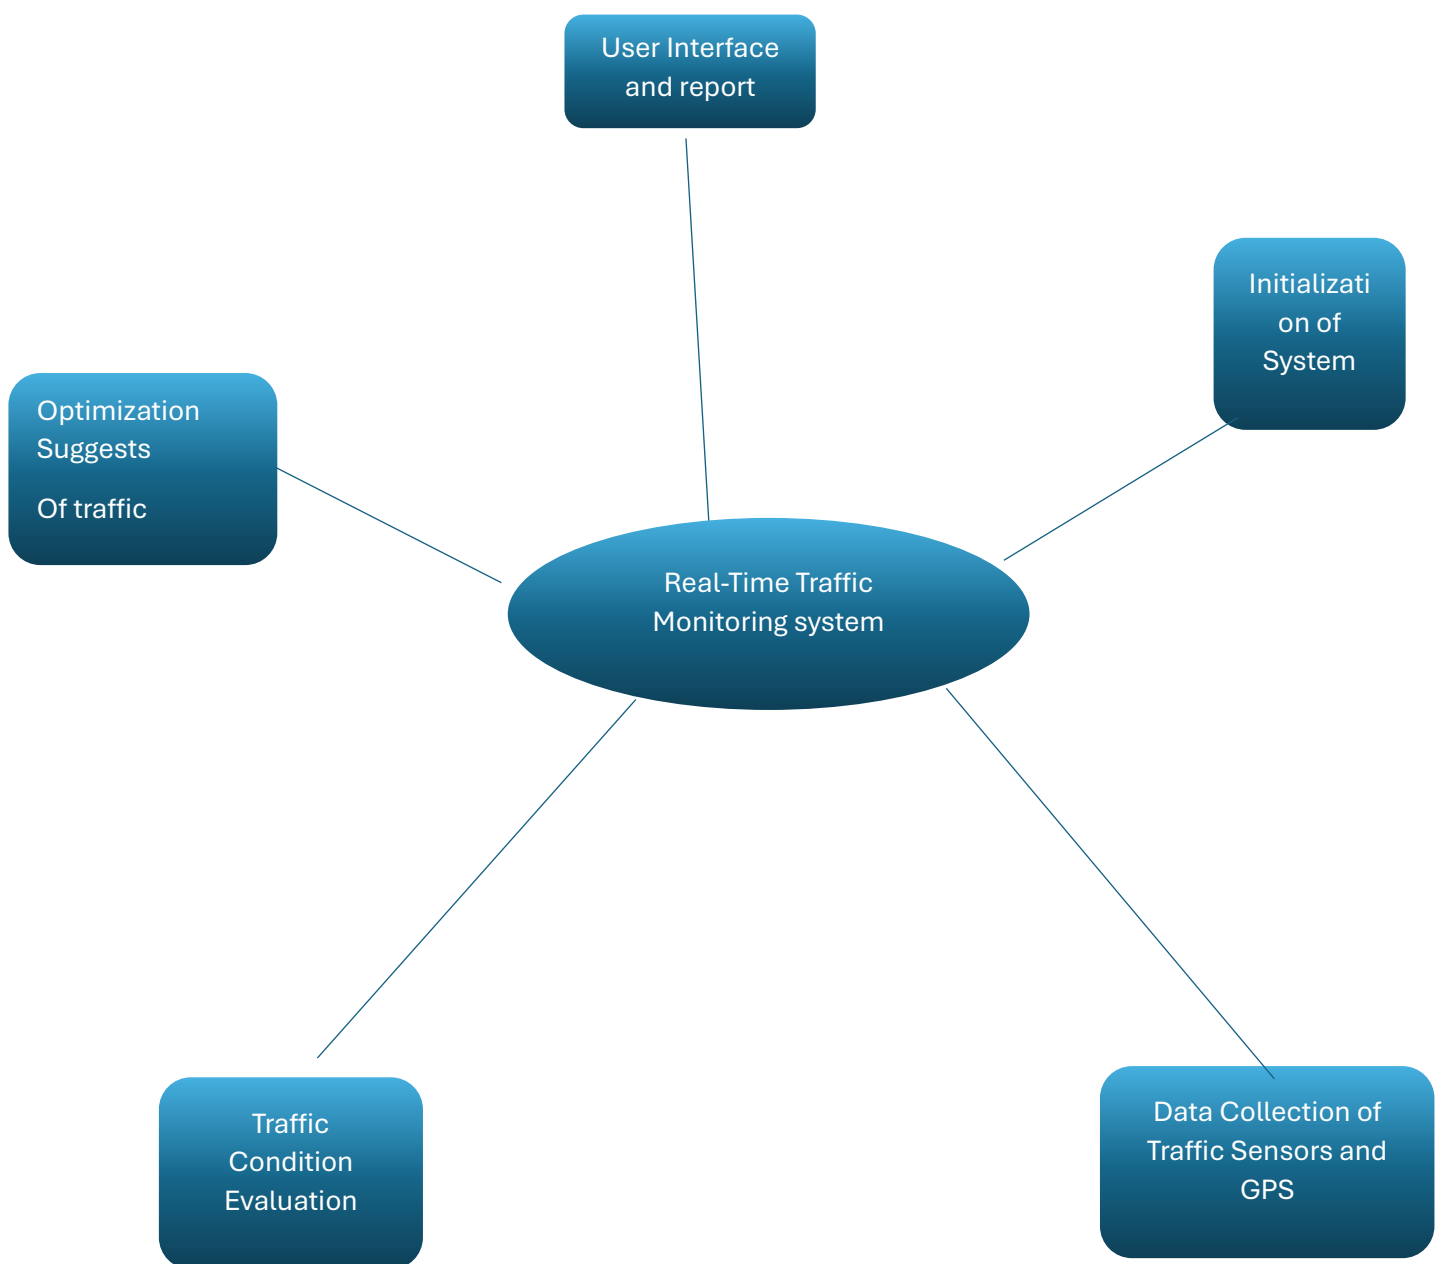 User Interface
and report
Initializati
on of
System
Optimization
Suggests
Of traffic
Real-Time Traffic
Monitoring system
Traffic
Condition
Evaluation
Data Collection of
Traffic Sensors and
GPS